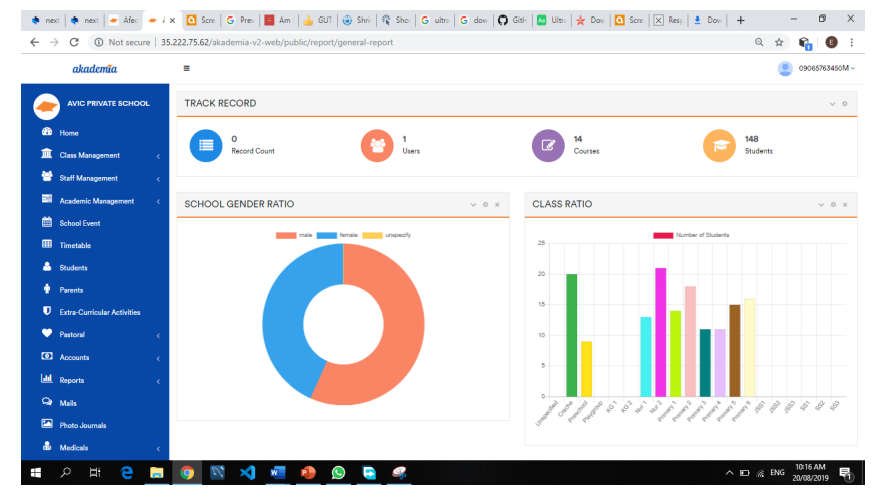 next
next
Afec
Scre
Prev
Am
GUT
Shri
Sho
ultra
dow
GitH
Ultra
Dow
Scre
Resp
Dow
Not secure
35.222.75.62/akademia-v2-web/public/report/general-report
E
akademia
09065763450M
AVIC PRIVATE SCHOOL
Home
Class Management
Staff Management
Academic Management
School Event
Timetable
Students
Parents
Extra-Curricular Activities
Pastoral
Accounts
Reports
Mails
Photo Journals
Medicals
TRACK RECORD
0
Record Count
1
Users
14
Courses
148
Students
SCHOOL GENDER RATIO
male female unspecify
CLASS RATIO
Number of Students
25
20
15
10
5
0
Unspecified Creche Preschool Playgroup KG 1 KG 2 Nur 1 Nur 2 Primary 1 Primary 2 Primary 3 Primary 4 Primary 5 Primary 6 JSS1 JSS2 JSS3 SS1 SS2 SS3
ENG
10:16 AM
20/08/2019